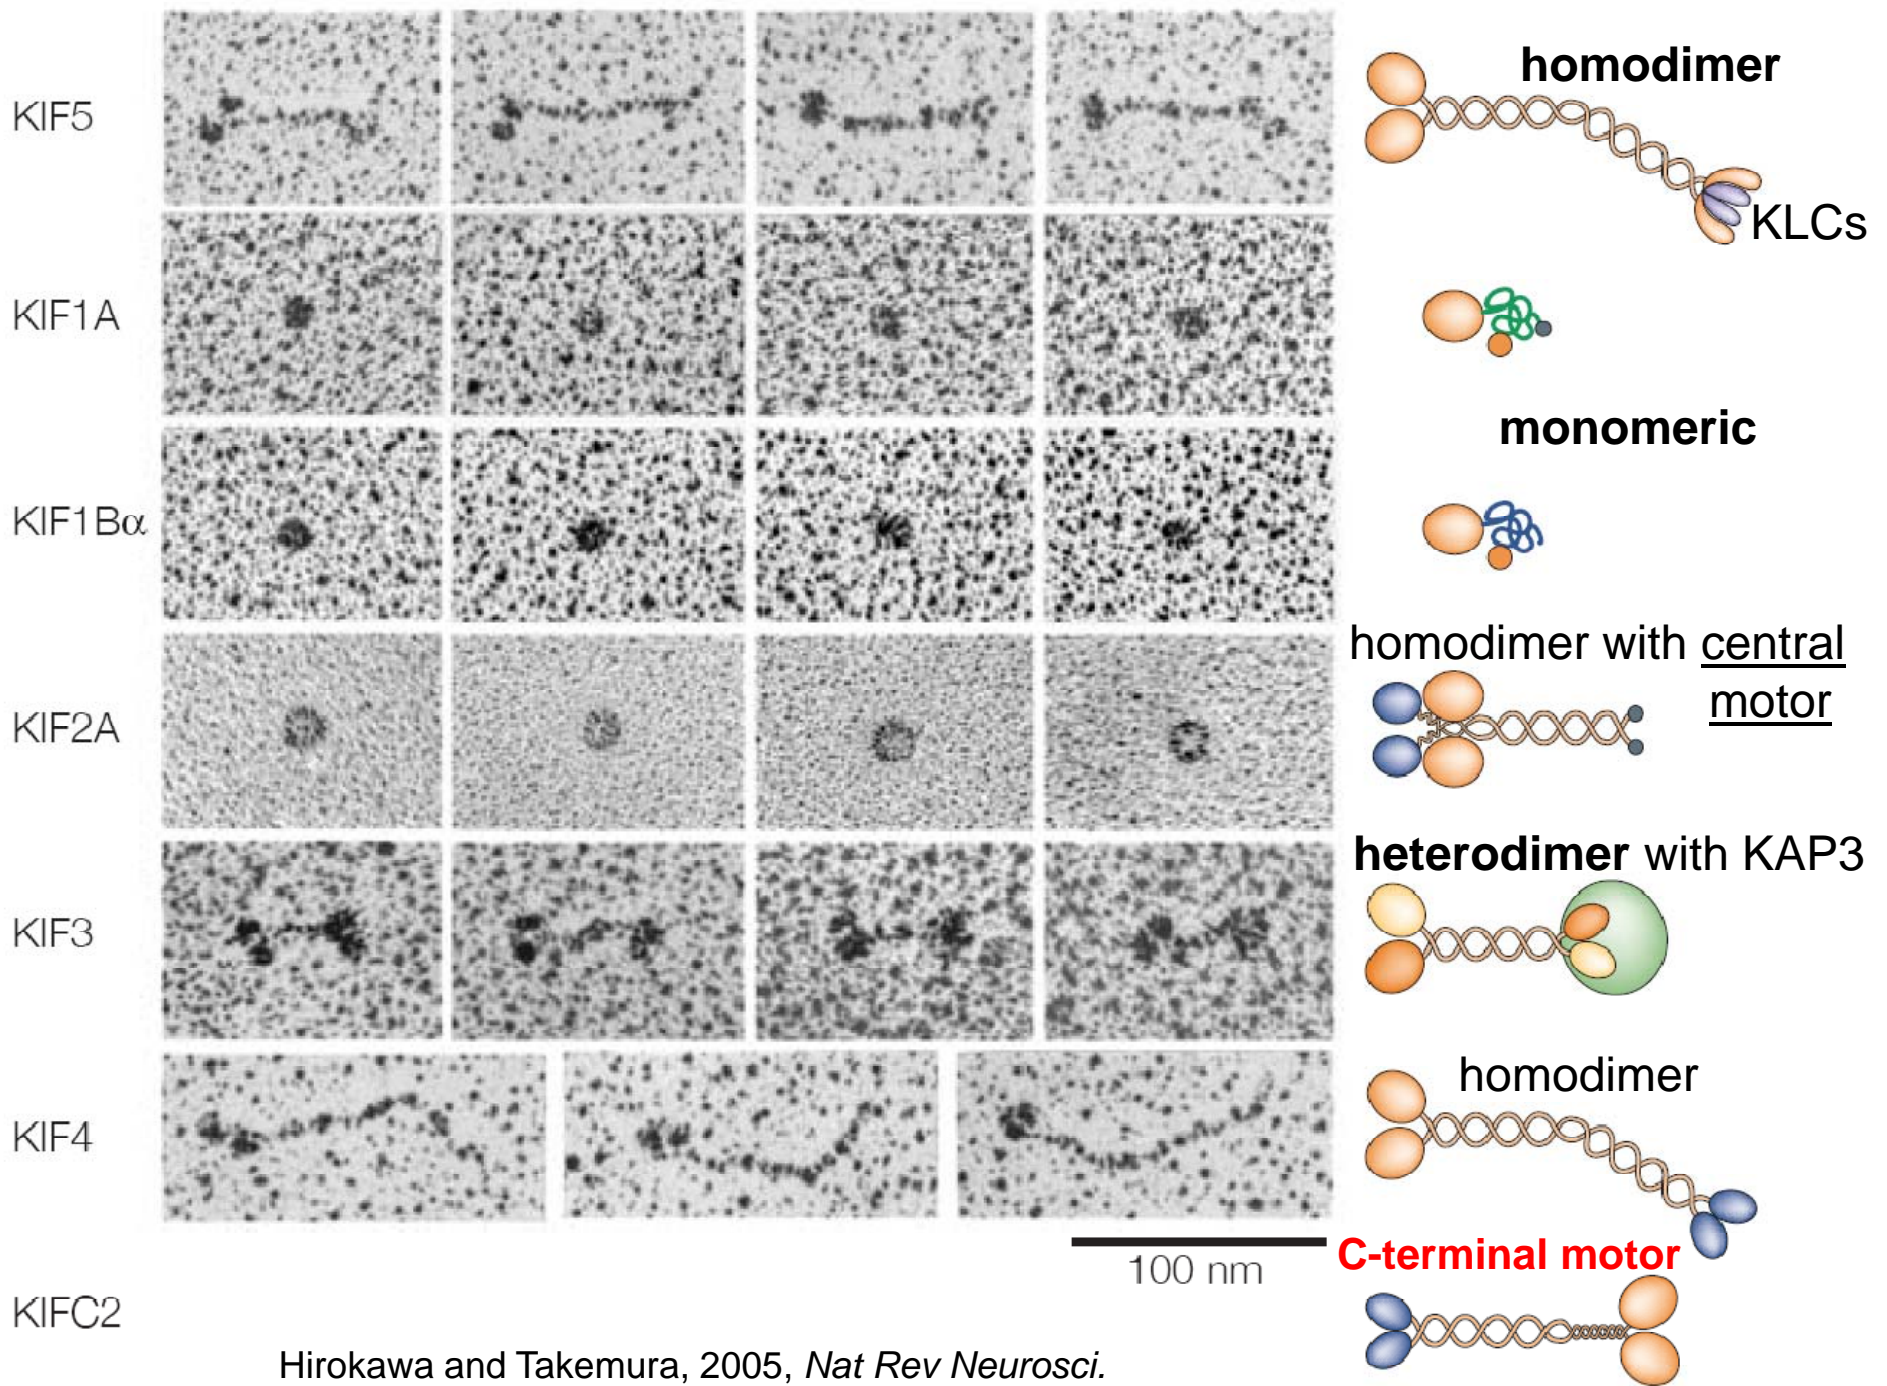 homodimer
KIF5
KLCs
KIF1A
monomeric
KIF1Bα
homodimer with central
motor
KIF2A
heterodimer with KAP3
KIF3
homodimer
KIF4
C-terminal motor
100 nm
KIFC2
Hirokawa and Takemura, 2005, Nat Rev Neurosci.